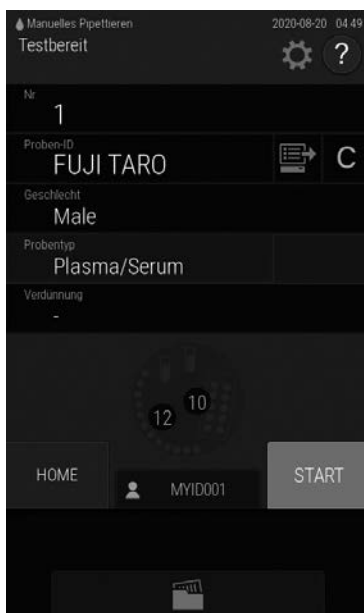 Manuelles Pipettieren
2020-08-20 04:49
Testbereit
?
Nr
1
Proben-ID
FUJI TARO
C
Geschlecht
Male
Probentyp
Plasma/Serum
Verdünnung
-
10
12
HOME
MYID001
START